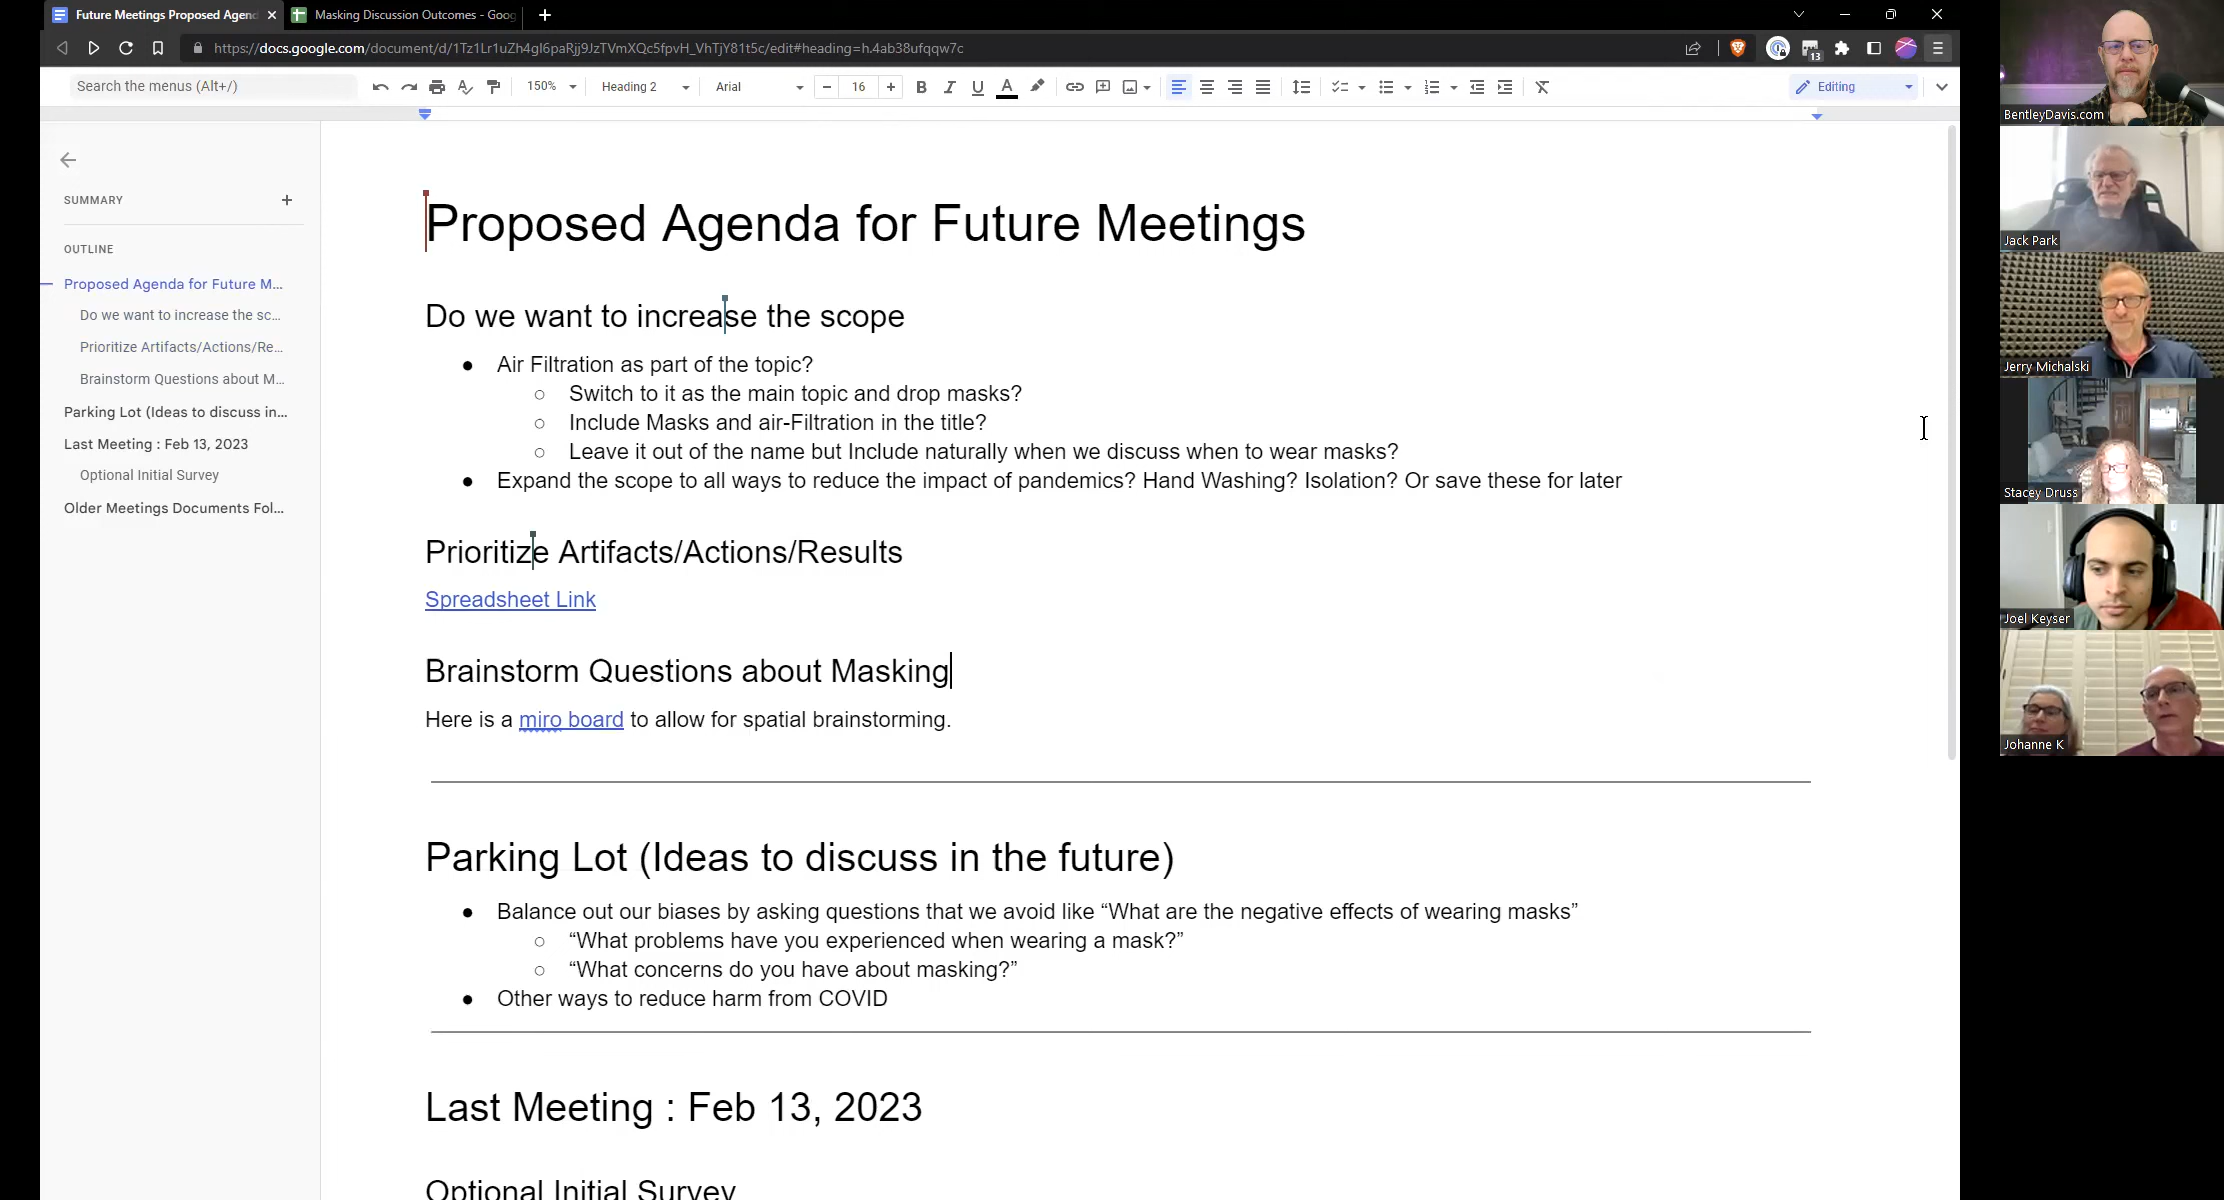 Future Meetings Proposed Agend
Masking Discussion Outcomes - Goog
https://docs.google.com/document/d/1Tz1Lr1uZh4gI6paRjj9JzTVmXQc5fpvH_VhTjY81t5c/edit#heading=h.4ab38ufqqw7c
13
Search the menus (Alt+/)
150%
Heading 2
Arial
16
B I U A
Editing
SUMMARY
OUTLINE
Proposed Agenda for Future M...
Do we want to increase the sc...
Prioritize Artifacts/Actions/Re...
Brainstorm Questions about M...
Parking Lot (Ideas to discuss in...
Last Meeting : Feb 13, 2023
Optional Initial Survey
Older Meetings Documents Fol...
Proposed Agenda for Future Meetings
Do we want to increase the scope
● Air Filtration as part of the topic?
○ Switch to it as the main topic and drop masks?
○ Include Masks and air-Filtration in the title?
○ Leave it out of the name but Include naturally when we discuss when to wear masks?
● Expand the scope to all ways to reduce the impact of pandemics? Hand Washing? Isolation? Or save these for later
Prioritize Artifacts/Actions/Results
Spreadsheet Link
Brainstorm Questions about Masking
Here is a miro board to allow for spatial brainstorming.
Parking Lot (Ideas to discuss in the future)
● Balance out our biases by asking questions that we avoid like “What are the negative effects of wearing masks”
○ “What problems have you experienced when wearing a mask?”
○ “What concerns do you have about masking?”
● Other ways to reduce harm from COVID
Last Meeting : Feb 13, 2023
Optional Initial Survey
BentleyDavis.com
Jack Park
Jerry Michalski
Stacey Druss
Joel Keyser
Johanne K